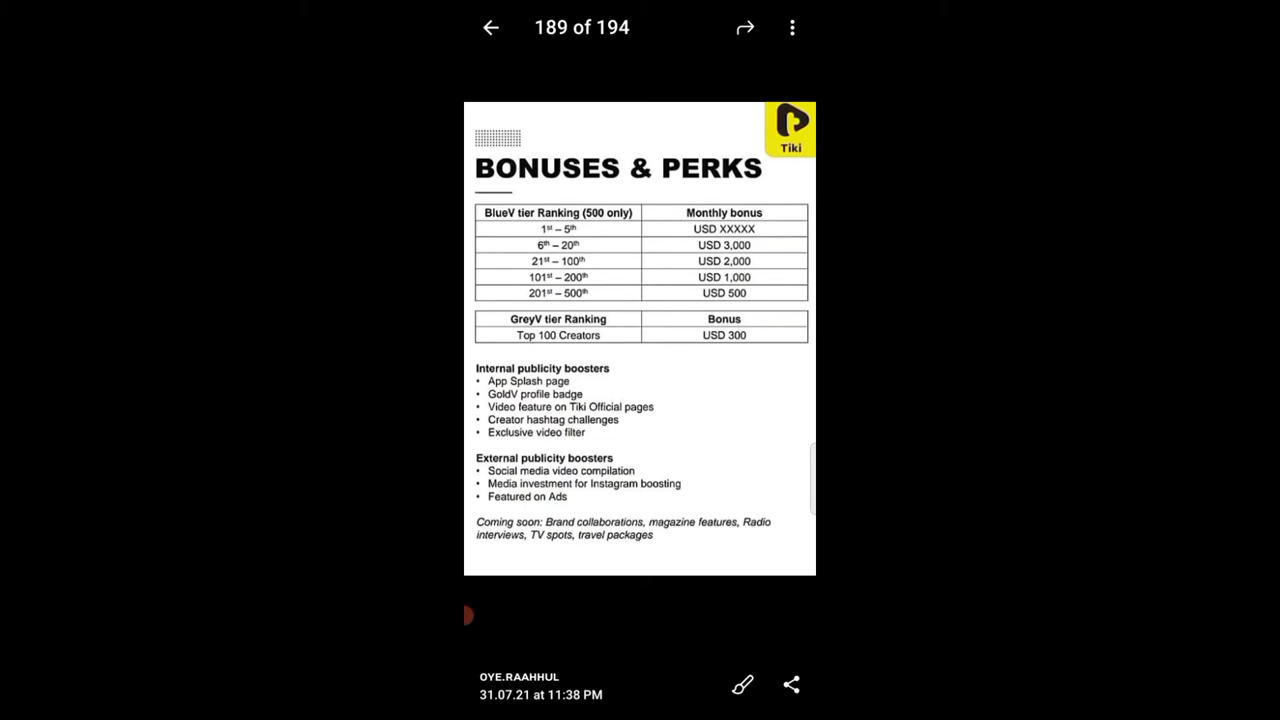 189 of 194
Tiki
BONUSES & PERKS
BlueV tier Ranking (500 only) Monthly bonus
1st – 5th USD XXXXX
6th – 20th USD 3,000
21st – 100th USD 2,000
101st – 200th USD 1,000
201st – 500th USD 500
GreyV tier Ranking Bonus
Top 100 Creators USD 300
Internal publicity boosters
• App Splash page
• GoldV profile badge
• Video feature on Tiki Official pages
• Creator hashtag challenges
• Exclusive video filter
External publicity boosters
• Social media video compilation
• Media investment for Instagram boosting
• Featured on Ads
Coming soon: Brand collaborations, magazine features, Radio
interviews, TV spots, travel packages
OYE.RAAHHUL
31.07.21 at 11:38 PM